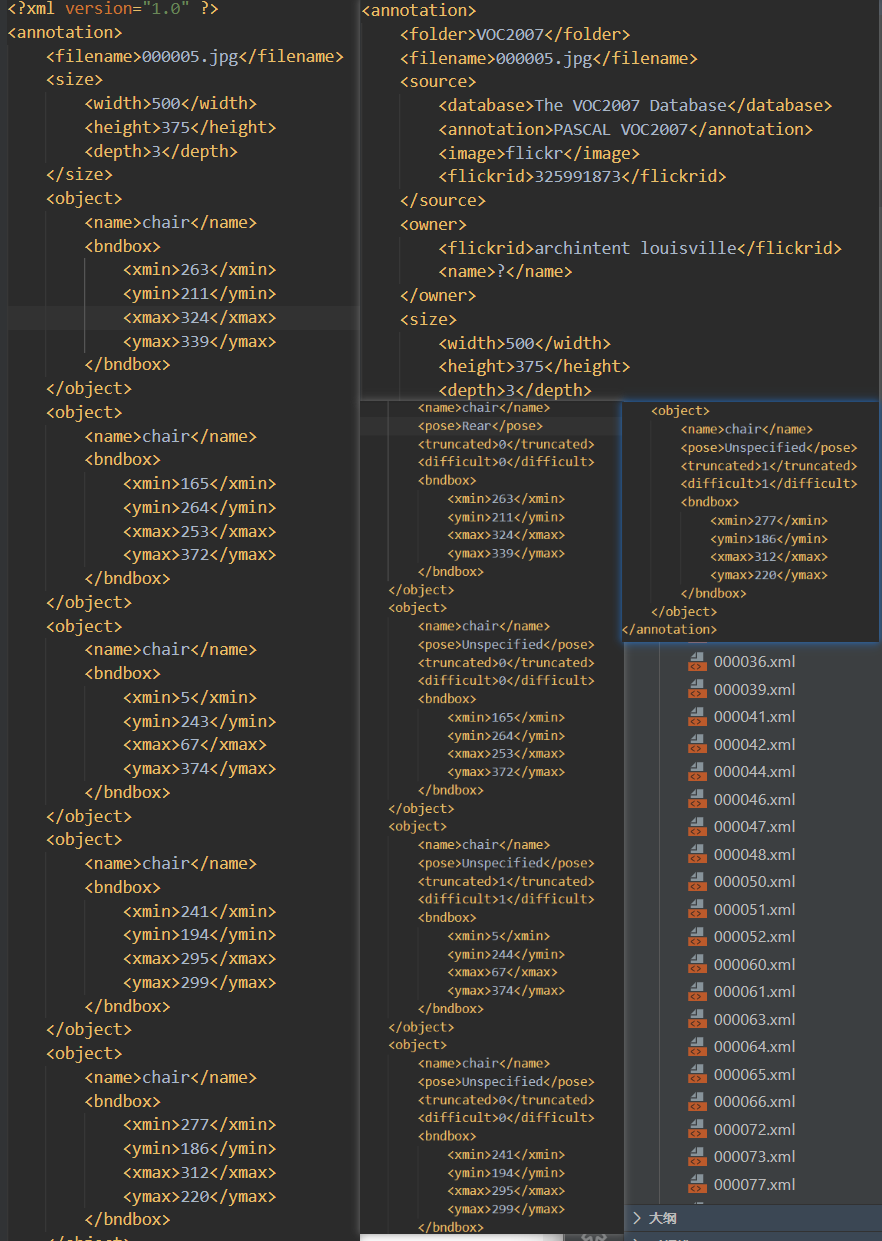 <?xml version="1.0" ?>
<annotation>
<filename>000005.jpg</filename>
<size>
<width>500</width>
<height>375</height>
<depth>3</depth>
</size>
<object>
<name>chair</name>
<bndbox>
<xmin>263</xmin>
<ymin>211</ymin>
<xmax>324</xmax>
<ymax>339</ymax>
</bndbox>
</object>
<object>
<name>chair</name>
<bndbox>
<xmin>165</xmin>
<ymin>264</ymin>
<xmax>253</xmax>
<ymax>372</ymax>
</bndbox>
</object>
<object>
<name>chair</name>
<bndbox>
<xmin>5</xmin>
<ymin>243</ymin>
<xmax>67</xmax>
<ymax>374</ymax>
</bndbox>
</object>
<object>
<name>chair</name>
<bndbox>
<xmin>241</xmin>
<ymin>194</ymin>
<xmax>295</xmax>
<ymax>299</ymax>
</bndbox>
</object>
<object>
<name>chair</name>
<bndbox>
<xmin>277</xmin>
<ymin>186</ymin>
<xmax>312</xmax>
<ymax>220</ymax>
</bndbox>
</object>
<annotation>
<folder>VOC2007</folder>
<filename>000005.jpg</filename>
<source>
<database>The VOC2007 Database</database>
<annotation>PASCAL VOC2007</annotation>
<image>flickr</image>
<flickrid>325991873</flickrid>
</source>
<owner>
<flickrid>archintent louisville</flickrid>
<name>?</name>
</owner>
<size>
<width>500</width>
<height>375</height>
<depth>3</depth>
<name>chair</name>
<pose>Rear</pose>
<truncated>0</truncated>
<difficult>0</difficult>
<bndbox>
<xmin>263</xmin>
<ymin>211</ymin>
<xmax>324</xmax>
<ymax>339</ymax>
</bndbox>
</object>
<object>
<name>chair</name>
<pose>Unspecified</pose>
<truncated>0</truncated>
<difficult>0</difficult>
<bndbox>
<xmin>165</xmin>
<ymin>264</ymin>
<xmax>253</xmax>
<ymax>372</ymax>
</bndbox>
</object>
<object>
<name>chair</name>
<pose>Unspecified</pose>
<truncated>1</truncated>
<difficult>1</difficult>
<bndbox>
<xmin>5</xmin>
<ymin>244</ymin>
<xmax>67</xmax>
<ymax>374</ymax>
</bndbox>
</object>
<object>
<name>chair</name>
<pose>Unspecified</pose>
<truncated>0</truncated>
<difficult>0</difficult>
<bndbox>
<xmin>241</xmin>
<ymin>194</ymin>
<xmax>295</xmax>
<ymax>299</ymax>
</bndbox>
<object>
<name>chair</name>
<pose>Unspecified</pose>
<truncated>1</truncated>
<difficult>1</difficult>
<bndbox>
<xmin>277</xmin>
<ymin>186</ymin>
<xmax>312</xmax>
<ymax>220</ymax>
</bndbox>
</object>
</annotation>
000036.xml
000039.xml
000041.xml
000042.xml
000044.xml
000046.xml
000047.xml
000048.xml
000050.xml
000051.xml
000052.xml
000060.xml
000061.xml
000063.xml
000064.xml
000065.xml
000066.xml
000072.xml
000073.xml
000077.xml
大纲